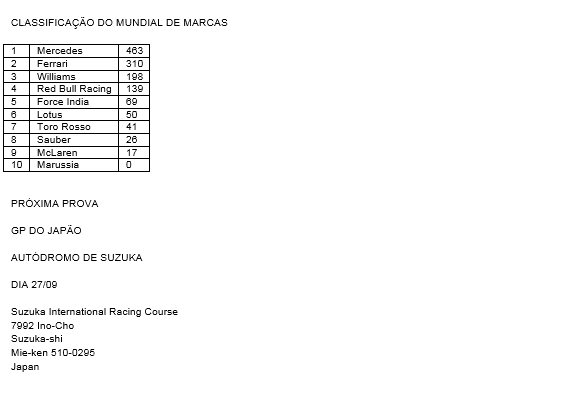 CLASSIFICAÇÃO DO MUNDIAL DE MARCAS
1 Mercedes 463
2 Ferrari 310
3 Williams 198
4 Red Bull Racing 139
5 Force India 69
6 Lotus 50
7 Toro Rosso 41
8 Sauber 26
9 McLaren 17
10 Marussia 0
PRÓXIMA PROVA
GP DO JAPÃO
AUTÓDROMO DE SUZUKA
DIA 27/09
Suzuka International Racing Course
7992 Ino-Cho
Suzuka-shi
Mie-ken 510-0295
Japan